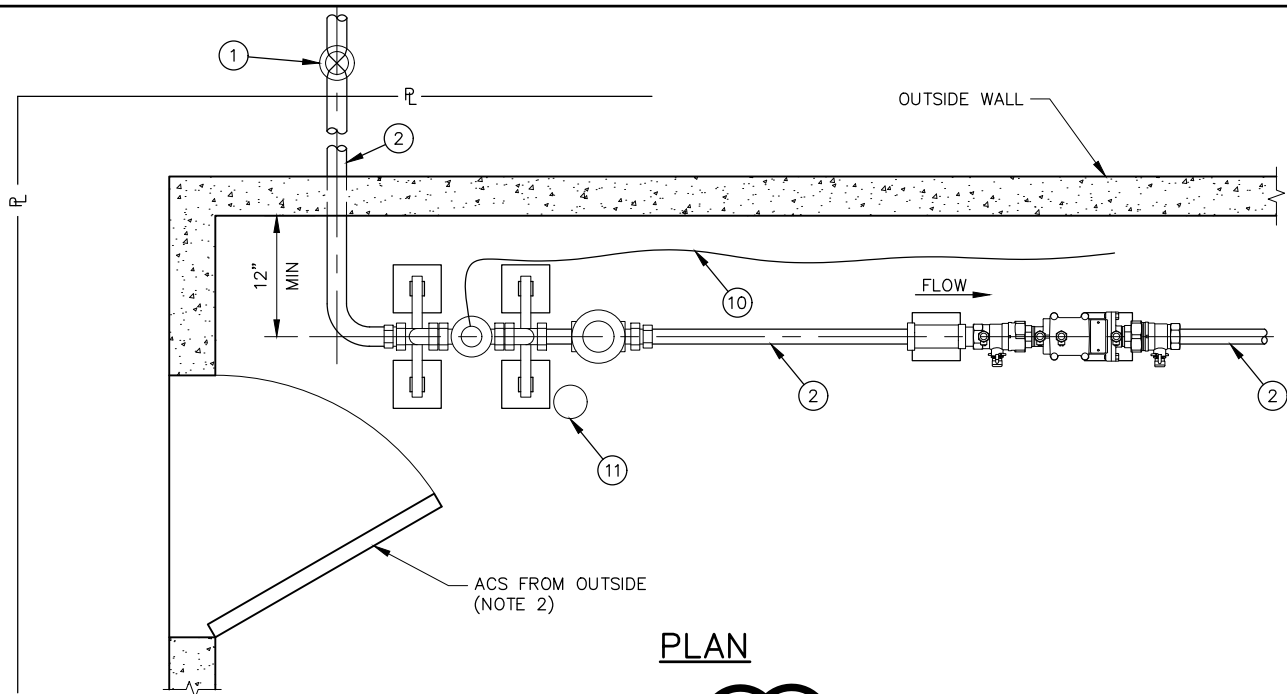 1
℄
OUTSIDE WALL
2
℄
12"
MIN
10
FLOW
2
2
11
ACS FROM OUTSIDE
(NOTE 2)
PLAN